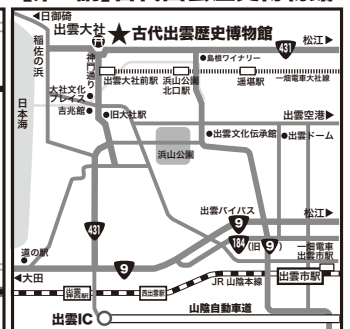 ◀日御碕
出雲大社
★古代出雲歴史博物館
稲佐の浜
神門通り
431
松江▶
島根ワイナリー
一畑電車大社線
出雲大社前駅
浜山公園
北口駅
遥堪駅
大社文化
プレイス
吉兆館
旧大社駅
出雲空港▶
日本海
出雲文化伝承館
出雲ドーム
浜山公園
431
出雲バイパス
9
松江▶
184
(旧9)
一畑電車
出雲市駅
道の駅
9
◀大田
JR 山陰本線
出雲市駅
出雲
神西駅
西出雲駅
出雲IC
山陰自動車道